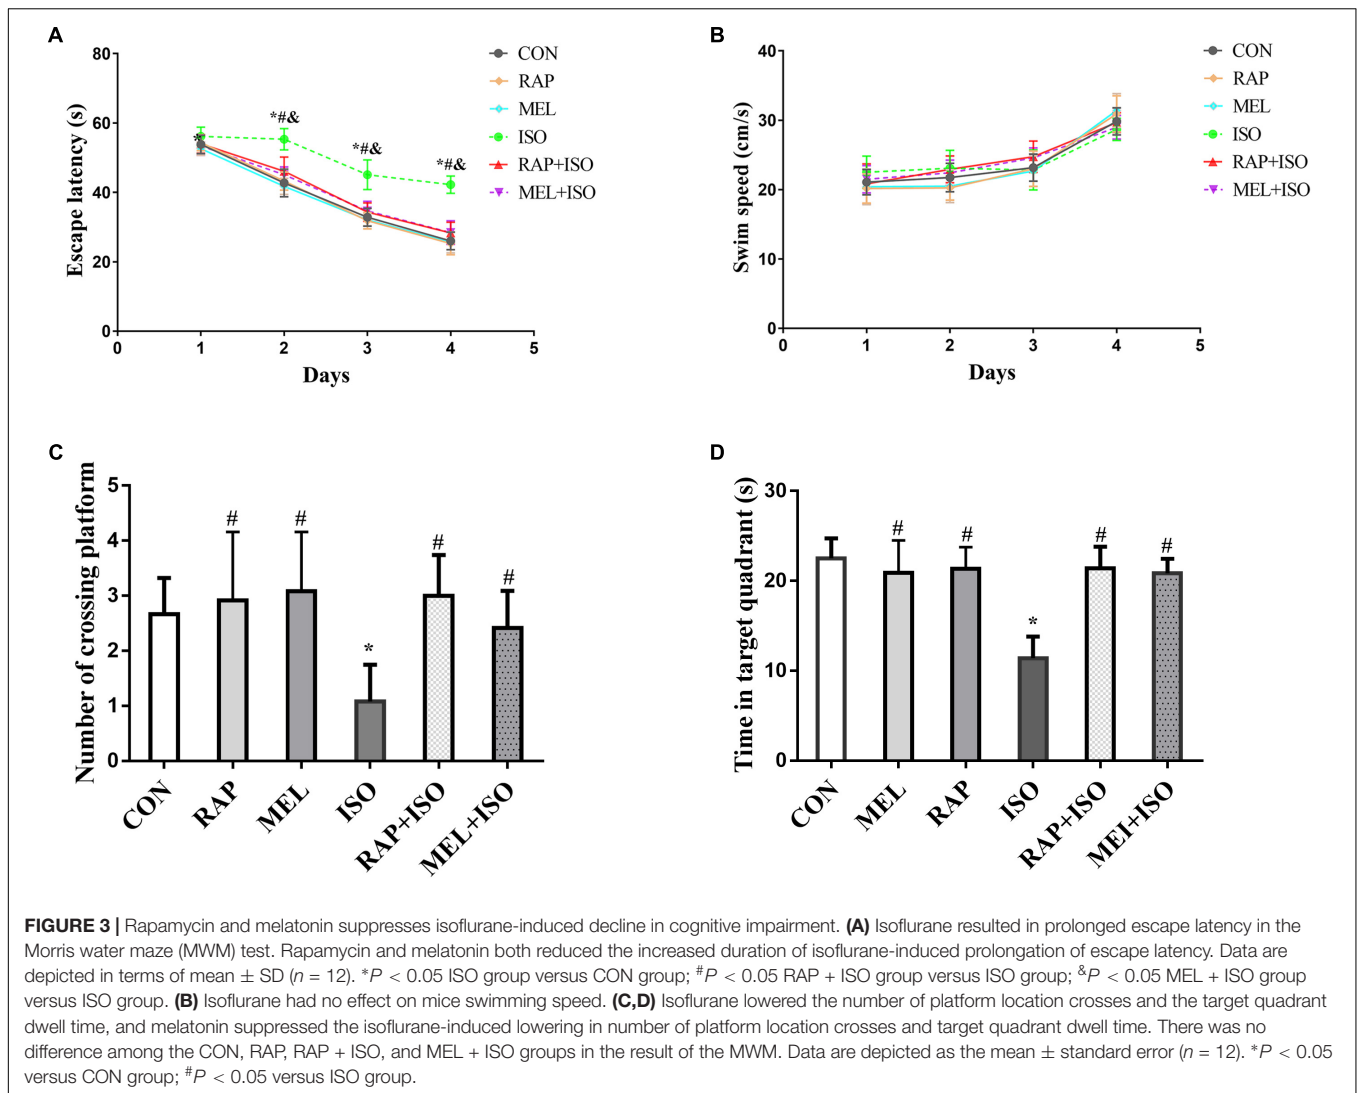 A
80
60
40
20
0
Escape latency (s)
*
*#&
*#&
*#&
0
1
2
3
4
5
Days
CON
RAP
MEL
ISO
RAP+ISO
MEL+ISO
B
40
30
20
10
0
Swim speed (cm/s)
0
1
2
3
4
5
Days
CON
RAP
MEL
ISO
RAP+ISO
MEL+ISO
C
5
4
3
2
1
0
Number of crossing platform
#
#
*
#
#
CON
RAP
MEL
ISO
RAP+ISO
MEL+ISO
D
30
20
10
0
Time in target quadrant (s)
#
#
*
#
#
CON
MEL
RAP
ISO
RAP+ISO
MEI+ISO
FIGURE 3 | Rapamycin and melatonin suppresses isoflurane-induced decline in cognitive impairment. (A) Isoflurane resulted in prolonged escape latency in the
Morris water maze (MWM) test. Rapamycin and melatonin both reduced the increased duration of isoflurane-induced prolongation of escape latency. Data are
depicted in terms of mean ± SD (n = 12). *P < 0.05 ISO group versus CON group; #P < 0.05 RAP + ISO group versus ISO group; &P < 0.05 MEL + ISO group
versus ISO group. (B) Isoflurane had no effect on mice swimming speed. (C,D) Isoflurane lowered the number of platform location crosses and the target quadrant
dwell time, and melatonin suppressed the isoflurane-induced lowering in number of platform location crosses and target quadrant dwell time. There was no
difference among the CON, RAP, RAP + ISO, and MEL + ISO groups in the result of the MWM. Data are depicted as the mean ± standard error (n = 12). *P < 0.05
versus CON group; #P < 0.05 versus ISO group.